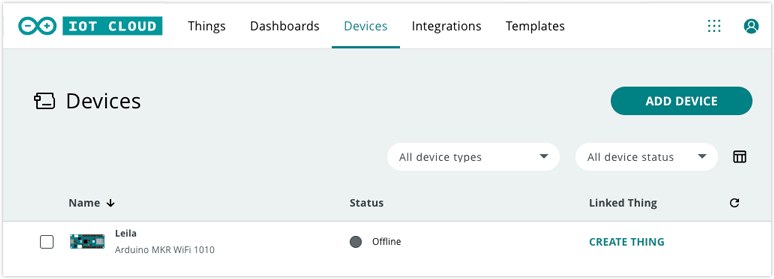 IOT CLOUD Things Dashboards Devices Integrations Templates
Devices ADD DEVICE
All device types All device status
Name Status Linked Thing
Leila
Arduino MKR WiFi 1010 Offline CREATE THING